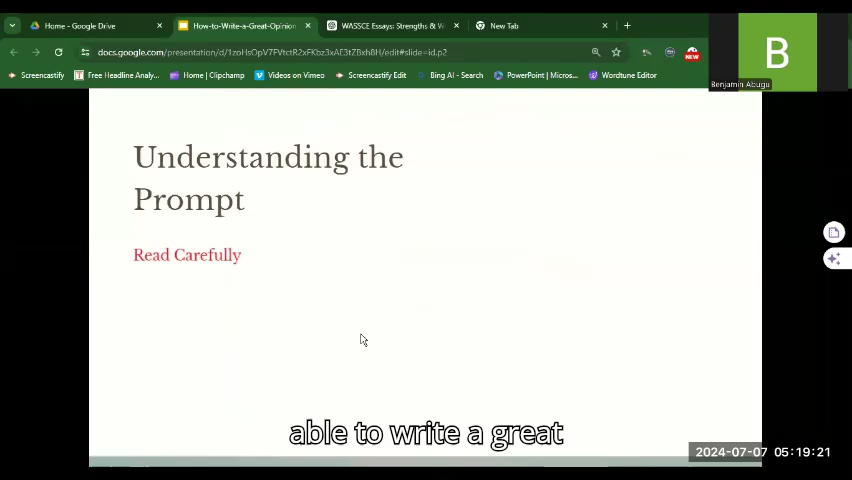 Home - Google Drive
How-to-Write-a-Great-Opinion
WASSCE Essays: Strengths & W
New Tab
docs.google.com/presentation/d/1zoHsOpV7FVtctR2xFKbz3xAE3tZBxh8H/edit#slide=id.p2
NEW
Screencastify
Free Headline Analy...
Home | Clipchamp
Videos on Vimeo
Screencastify Edit
Bing AI - Search
PowerPoint | Micros...
Wordtune Editor
B
Benjamin Abugu
Understanding the
Prompt
Read Carefully
able to write a great
2024-07-07 05:19:21